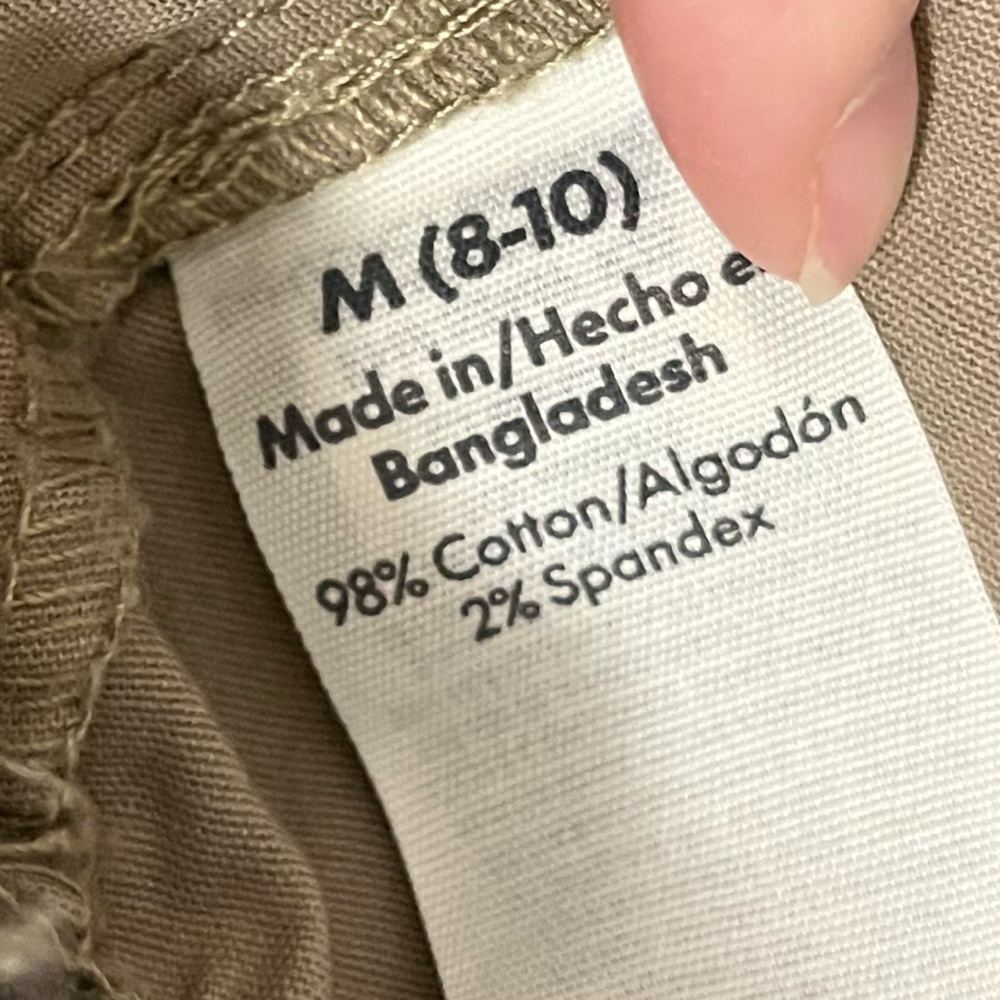 M (8-10)
Made in/Hecho
Bangladesh
98% Cotton/Algodón
2% Spandex